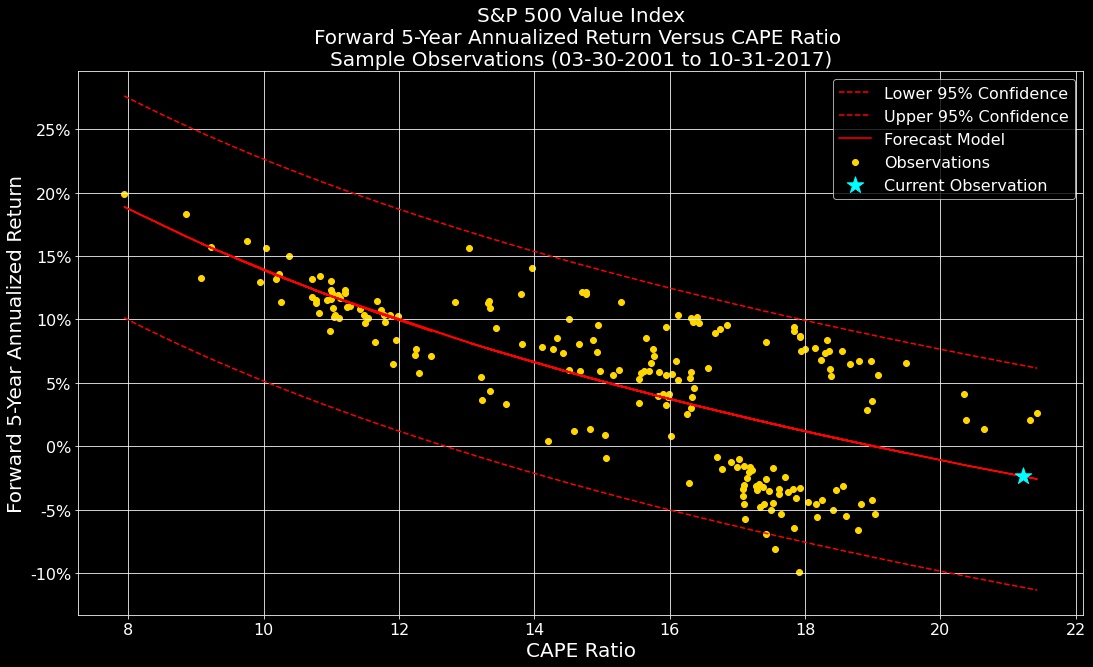 S&P 500 Value Index
Forward 5-Year Annualized Return Versus CAPE Ratio
Sample Observations (03-30-2001 to 10-31-2017)
Lower 95% Confidence
Upper 95% Confidence
Forecast Model
Observations
Current Observation
Forward 5-Year Annualized Return
25%
20%
15%
10%
5%
0%
-5%
-10%
8 10 12 14 16 18 20 22
CAPE Ratio